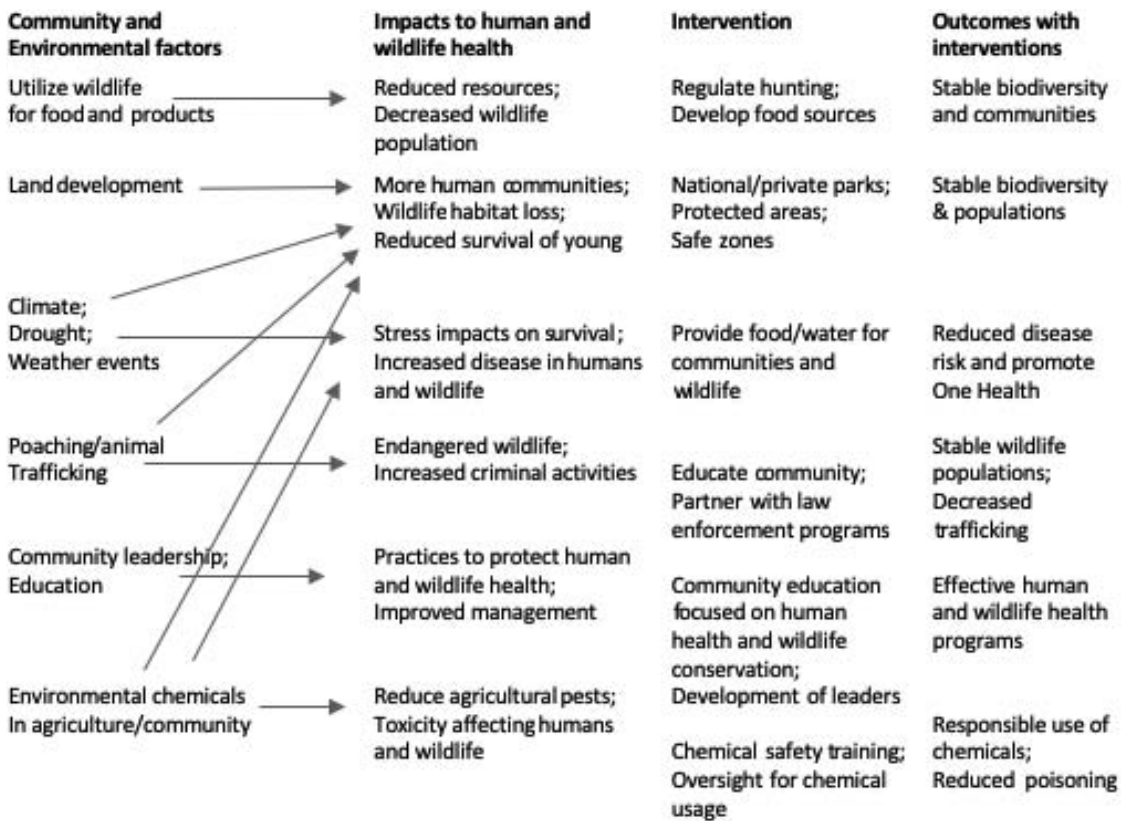 Community and
Environmental factors
Impacts to human and
wildlife health
Intervention
Outcomes with
interventions
Utilize wildlife
for food and products
Reduced resources;
Decreased wildlife
population
Regulate hunting;
Develop food sources
Stable biodiversity
and communities
Land development
More human communities;
Wildlife habitat loss;
Reduced survival of young
National/private parks;
Protected areas;
Safe zones
Stable biodiversity
& populations
Climate;
Drought;
Weather events
Stress impacts on survival;
Increased disease in humans
and wildlife
Provide food/water for
communities and
wildlife
Reduced disease
risk and promote
One Health
Poaching/animal
Trafficking
Endangered wildlife;
Increased criminal activities
Educate community;
Partner with law
enforcement programs
Stable wildlife
populations;
Decreased
trafficking
Community leadership;
Education
Practices to protect human
and wildlife health;
Improved management
Community education
focused on human
health and wildlife
conservation;
Development of leaders
Effective human
and wildlife health
programs
Environmental chemicals
In agriculture/community
Reduce agricultural pests;
Toxicity affecting humans
and wildlife
Chemical safety training;
Oversight for chemical
usage
Responsible use of
chemicals;
Reduced poisoning